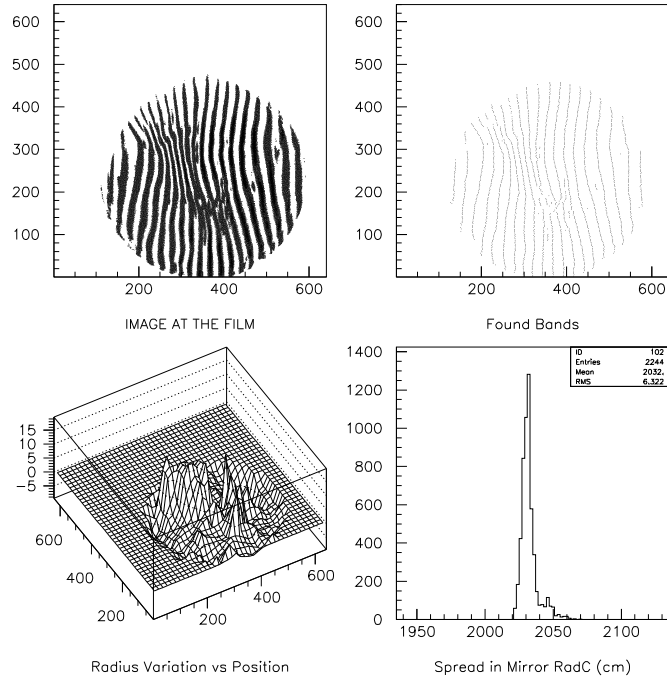 600
500
400
300
200
100
200 400 600
IMAGE AT THE FILM
600
500
400
300
200
100
200 400 600
Found Bands
15
10
5
0
-5
600
400
200
200
400
600
Radius Variation vs Position
1400
1200
1000
800
600
400
200
0
1950 2000 2050 2100
ID 102
Entries 2244
Mean 2032.
RMS 6.322
Spread in Mirror RadC (cm)